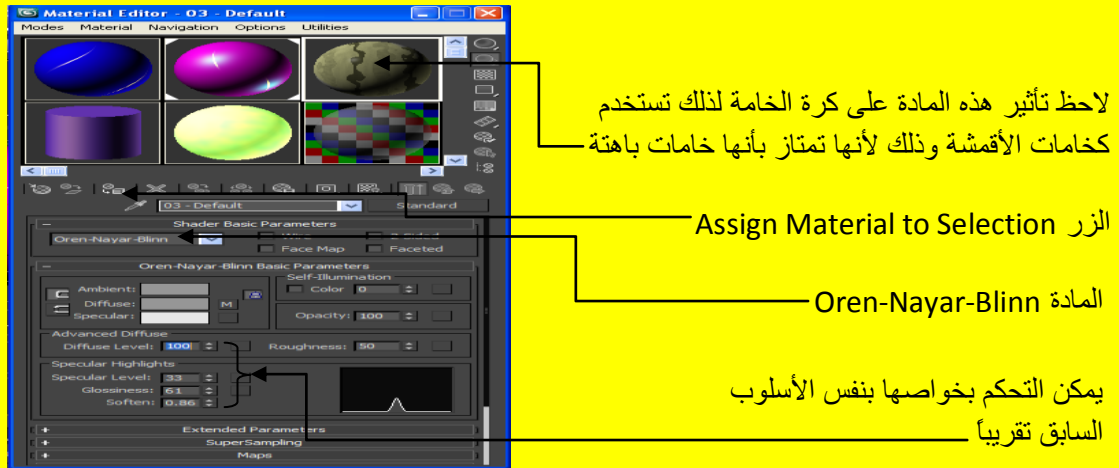 Material Editor - 03 - Default
Modes Material Navigation Options Utilities
03 - Default Standard
Shader Basic Parameters
Oren-Nayar-Blinn Wire 2-Sided
Face Map Faceted
Oren-Nayar-Blinn Basic Parameters
Self-Illumination
Ambient: Color 0
Diffuse: M
Specular: Opacity: 100
Advanced Diffuse
Diffuse Level: 100 Roughness: 50
Specular Highlights
Specular Level: 33
Glossiness: 61
Soften: 0.86
Extended Parameters
SuperSampling
Maps
لاحظ تأثير هذه المادة على كرة الخامة لذلك تستخدم
كخامات الأقمشة وذلك لأنها تمتاز بأنها خامات باهتة
الزر Assign Material to Selection
المادة Oren-Nayar-Blinn
يمكن التحكم بخواصها بنفس الأسلوب
السابق تقريباً